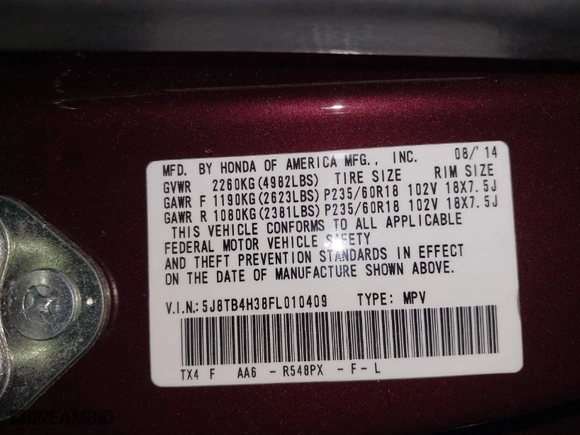 MFD. BY HONDA OF AMERICA MFG., INC. 08/'14
GVWR 2260KG(4982LBS) TIRE SIZE RIM SIZE
GAWR F 1190KG(2623LBS) P235/60R18 102V 18X7.5J
GAWR R 1080KG(2381LBS) P235/60R18 102V 18X7.5J
THIS VEHICLE CONFORMS TO ALL APPLICABLE
FEDERAL MOTOR VEHICLE SAFETY
AND THEFT PREVENTION STANDARDS IN EFFECT
ON THE DATE OF MANUFACTURE SHOWN ABOVE.
V.I.N.:5J8TB4H38FL010409 TYPE: MPV
TX4 F AA6 - R548PX - F - L
DREAMBID